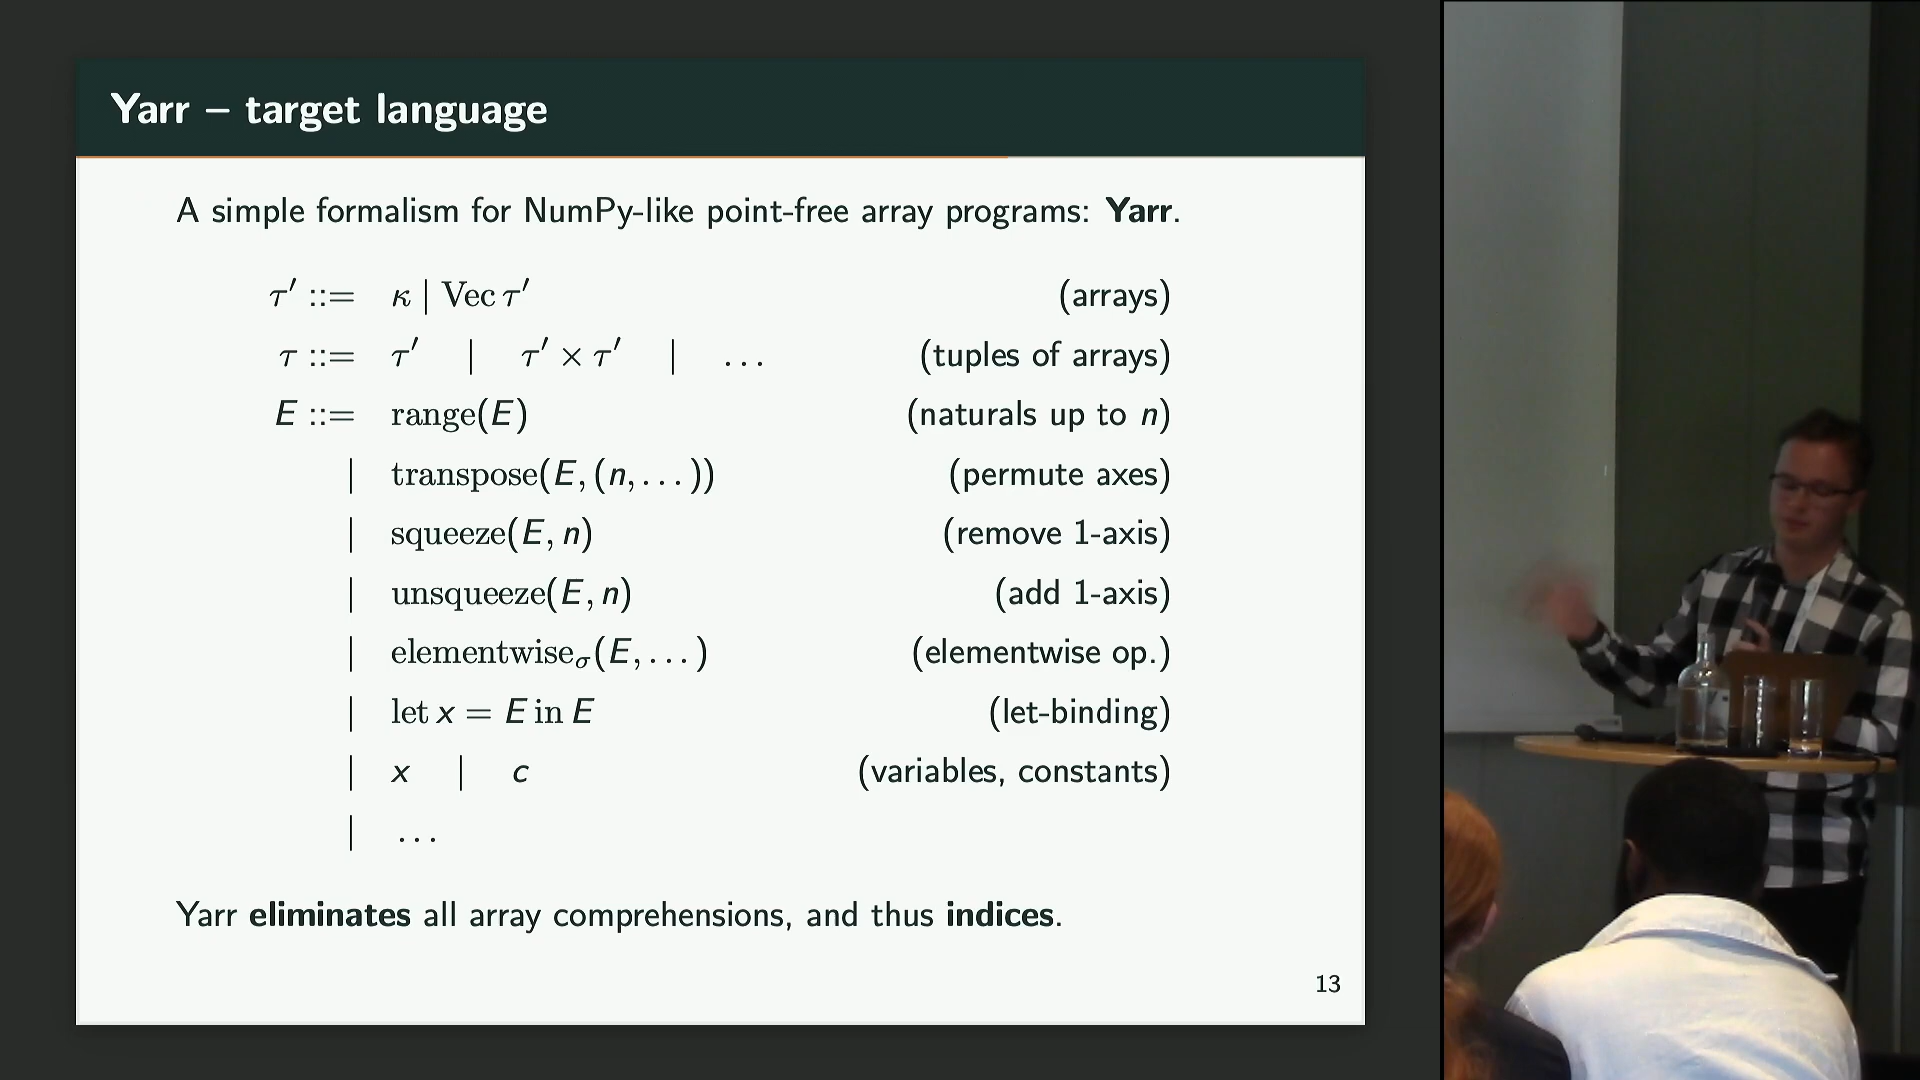 Yarr – target language
A simple formalism for NumPy-like point-free array programs: Yarr.
τ′ ::= κ | Vec τ′ (arrays)
τ ::= τ′ | τ′ × τ′ | ... (tuples of arrays)
E ::= range(E) (naturals up to n)
| transpose(E, (n, ...)) (permute axes)
| squeeze(E, n) (remove 1-axis)
| unsqueeze(E, n) (add 1-axis)
| elementwiseσ(E, ...) (elementwise op.)
| let x = E in E (let-binding)
| x | c (variables, constants)
| ...
Yarr eliminates all array comprehensions, and thus indices.
13